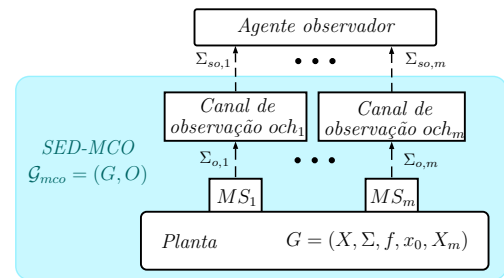 Agente observador
Σso,1 • • • Σso,m
Canal de observação och1
Canal de observação ochm
SED-MCO
𝒢mco = (G, O)
Σo,1 • • • Σo,m
MS1 MSm
Planta G = (X, Σ, f, x0, Xm)